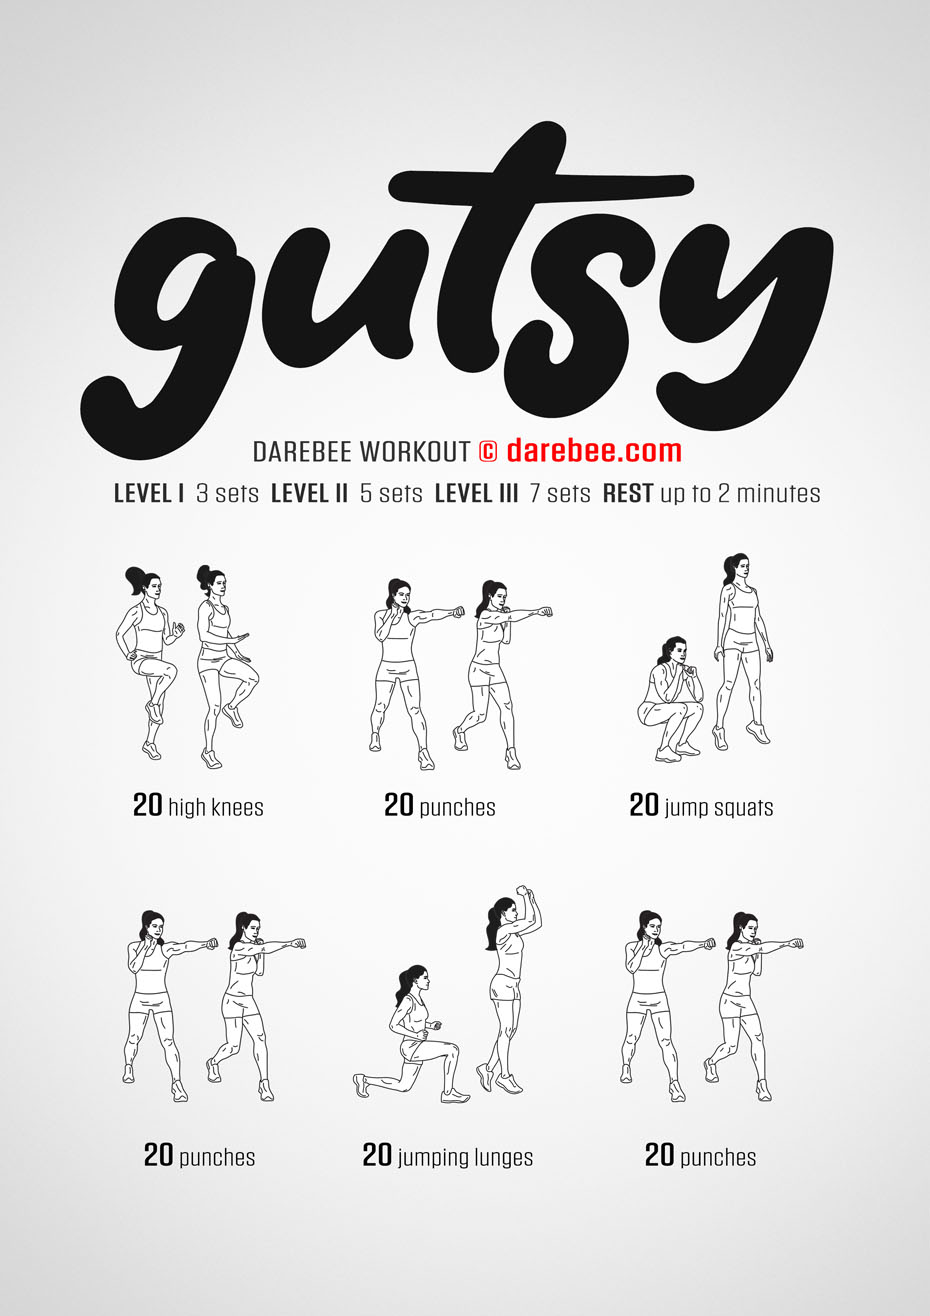 gutsy
DAREBEE WORKOUT © darebee.com
LEVEL I 3 sets LEVEL II 5 sets LEVEL III 7 sets REST up to 2 minutes
20 high knees
20 punches
20 jump squats
20 punches
20 jumping lunges
20 punches